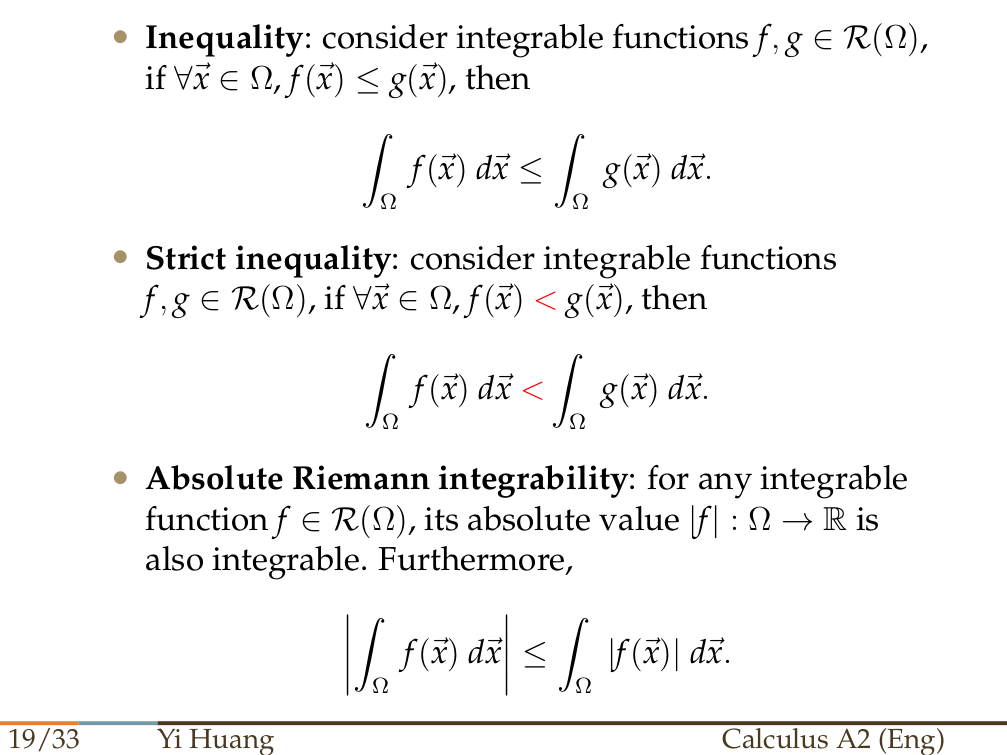 • Inequality: consider integrable functions f, g ∈ ℛ(Ω),
if ∀x⃗ ∈ Ω, f(x⃗) ≤ g(x⃗), then
∫_Ω f(x⃗) dx⃗ ≤ ∫_Ω g(x⃗) dx⃗.
• Strict inequality: consider integrable functions
f, g ∈ ℛ(Ω), if ∀x⃗ ∈ Ω, f(x⃗) < g(x⃗), then
∫_Ω f(x⃗) dx⃗ < ∫_Ω g(x⃗) dx⃗.
• Absolute Riemann integrability: for any integrable
function f ∈ ℛ(Ω), its absolute value |f| : Ω → ℝ is
also integrable. Furthermore,
|∫_Ω f(x⃗) dx⃗| ≤ ∫_Ω |f(x⃗)| dx⃗.
19/33 Yi Huang Calculus A2 (Eng)